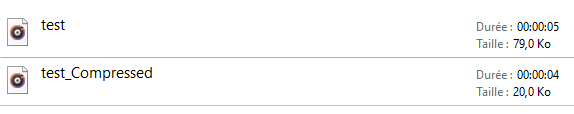 test
Durée : 00:00:05
Taille : 79,0 Ko
test_Compressed
Durée : 00:00:04
Taille : 20,0 Ko